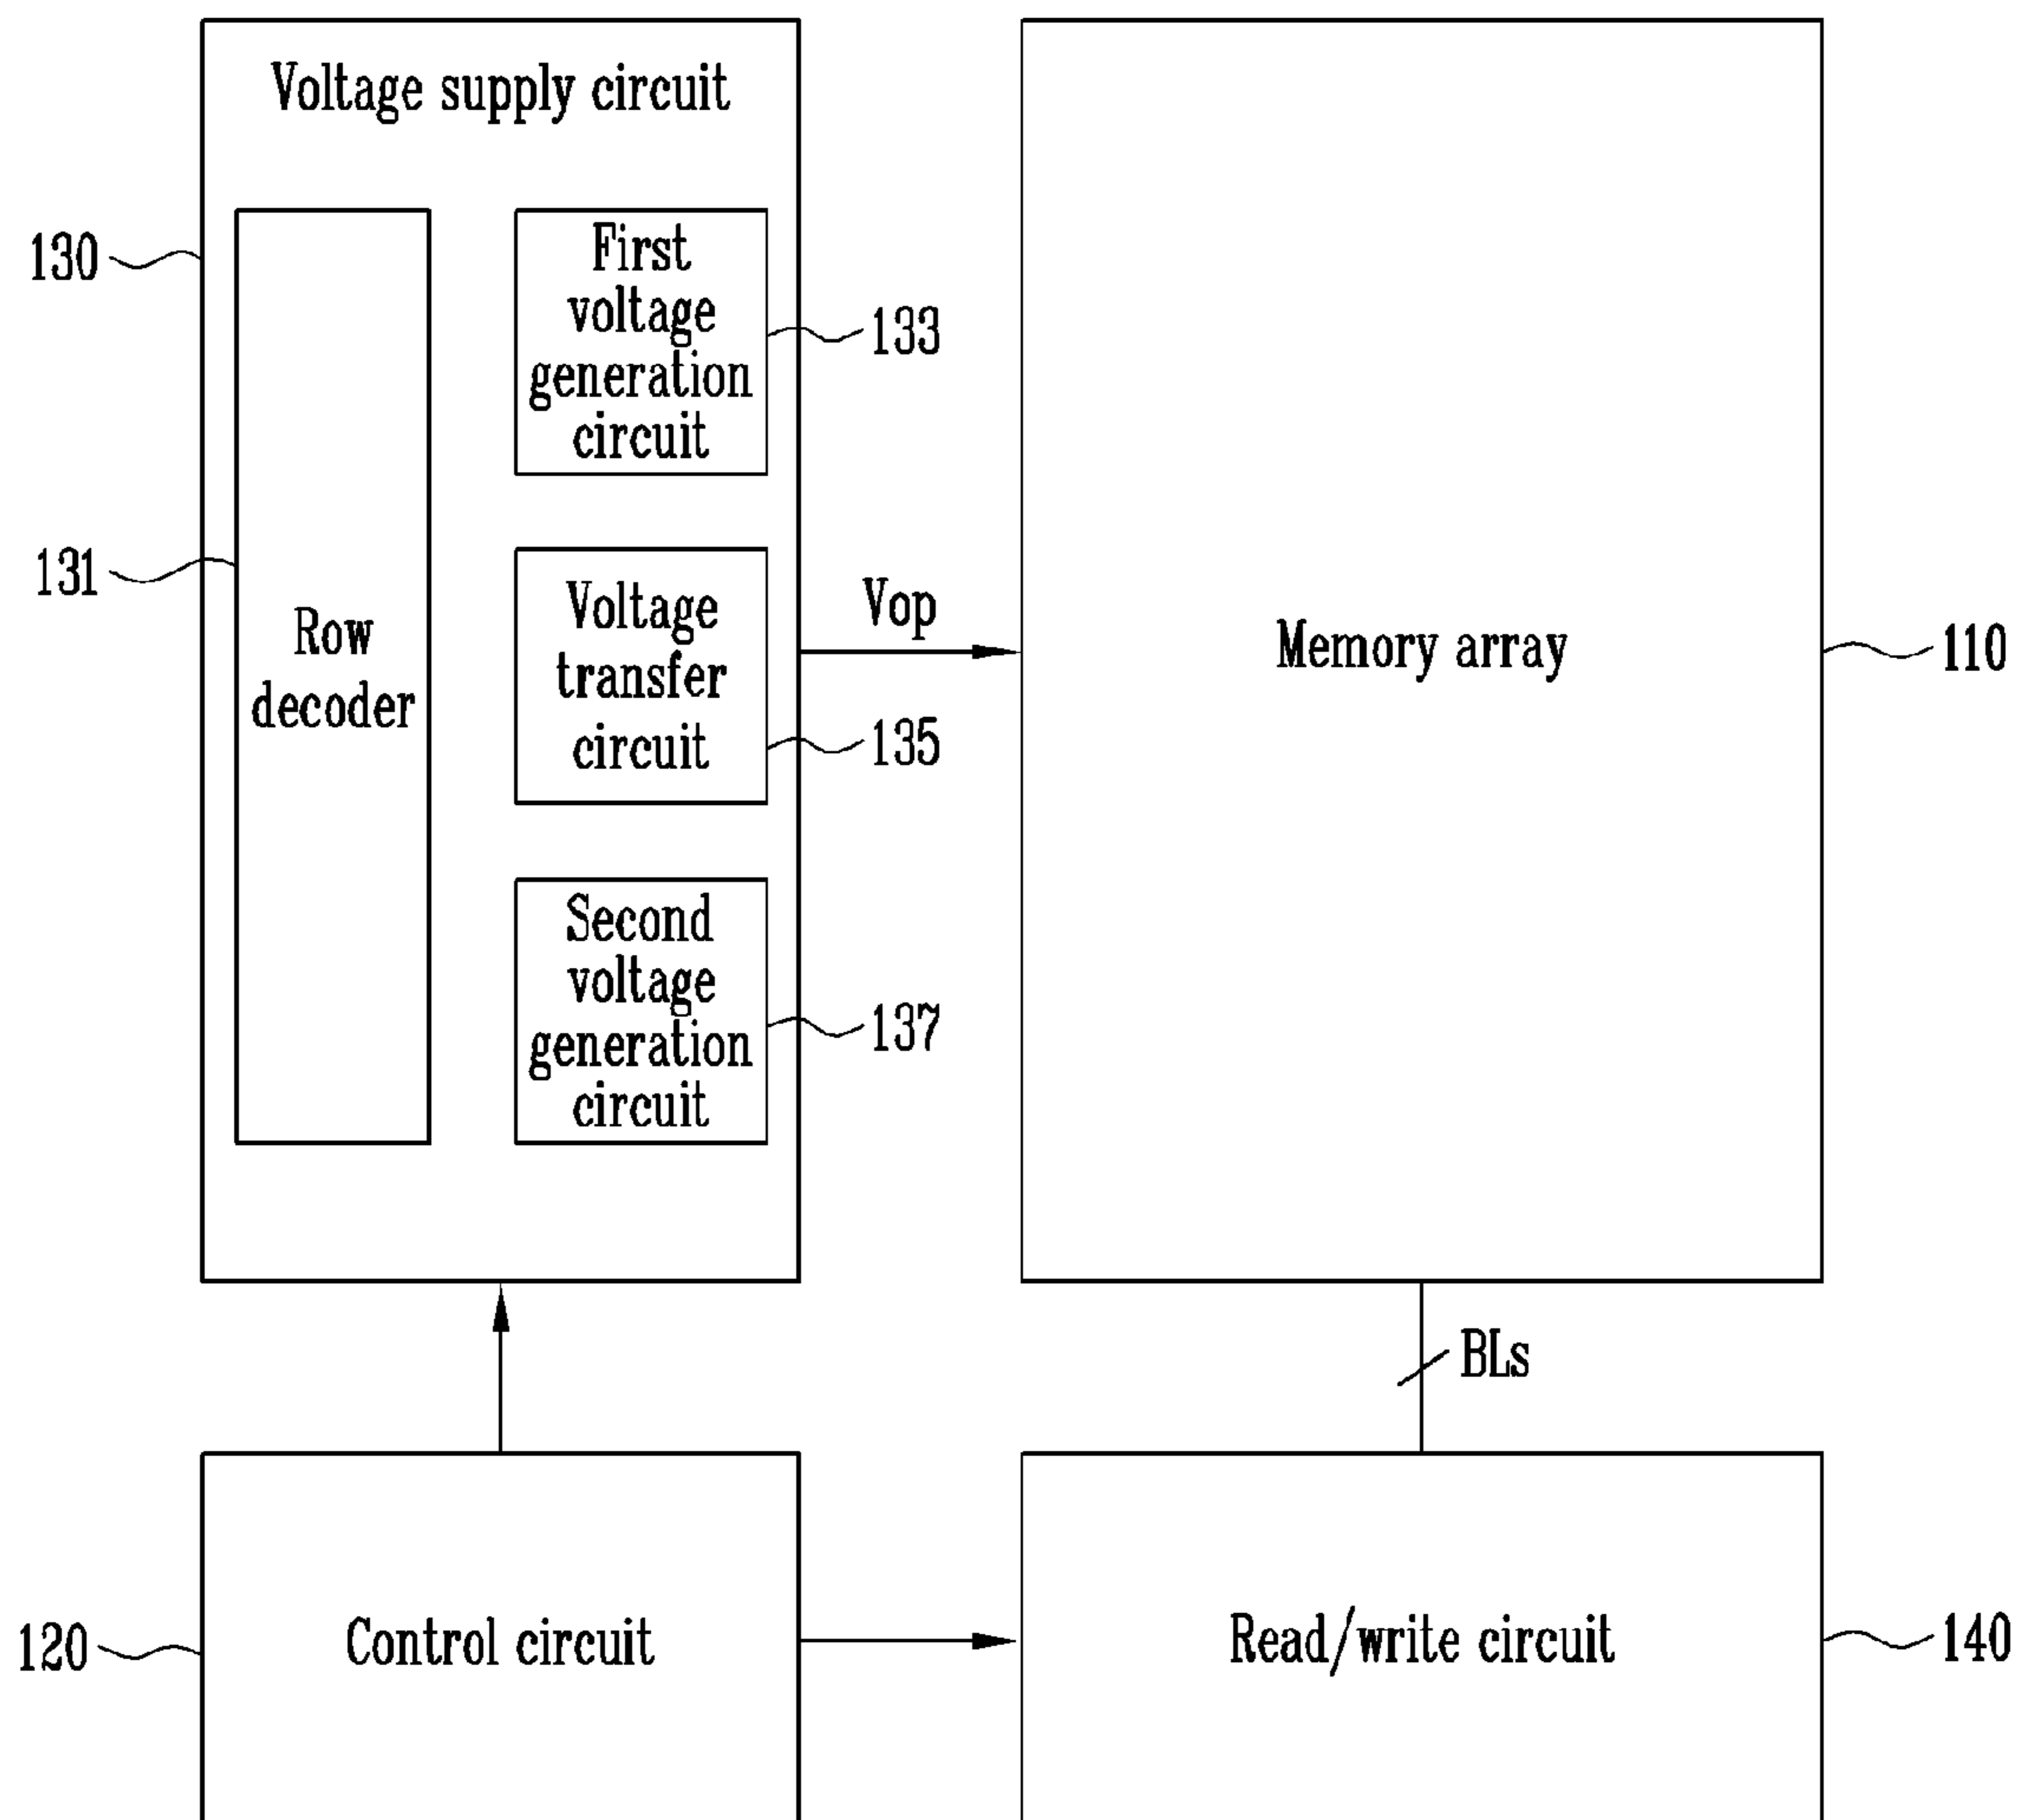 Voltage supply circuit
130
131
Row
decoder
First
voltage
generation
circuit
133
Voltage
transfer
circuit
135
Second
voltage
generation
circuit
137
Vop
Memory array
110
BLs
120
Control circuit
Read/write circuit
140